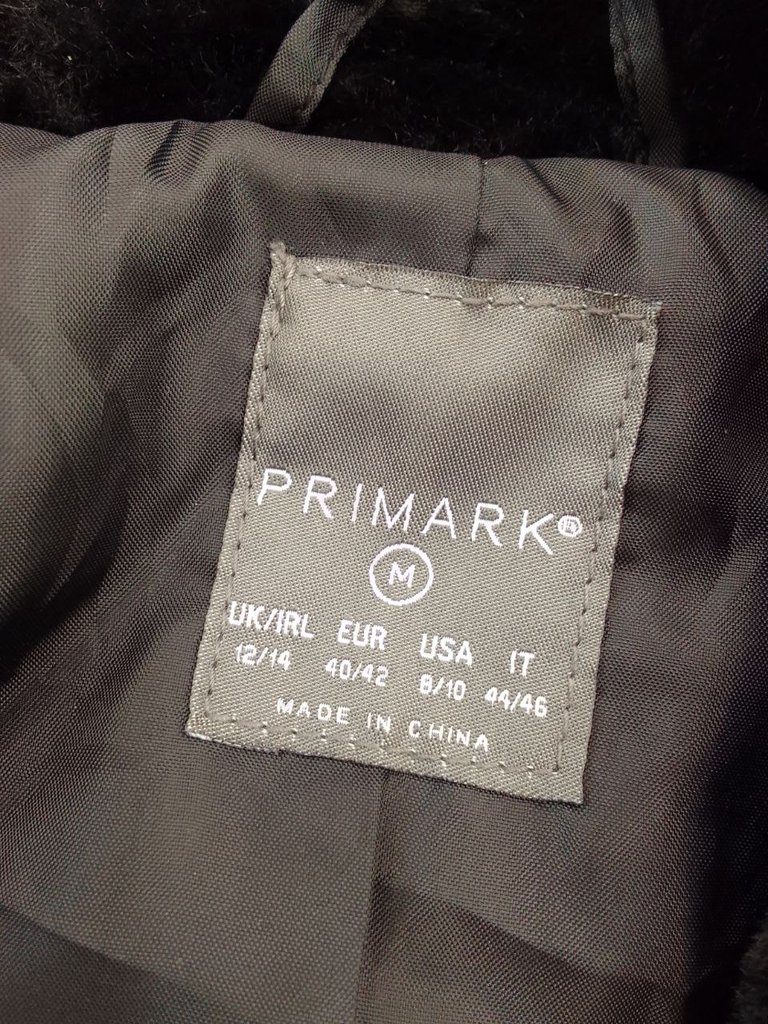 PRIMARK®
M
UK/IRL EUR USA IT
12/14 40/42 8/10 44/46
MADE IN CHINA